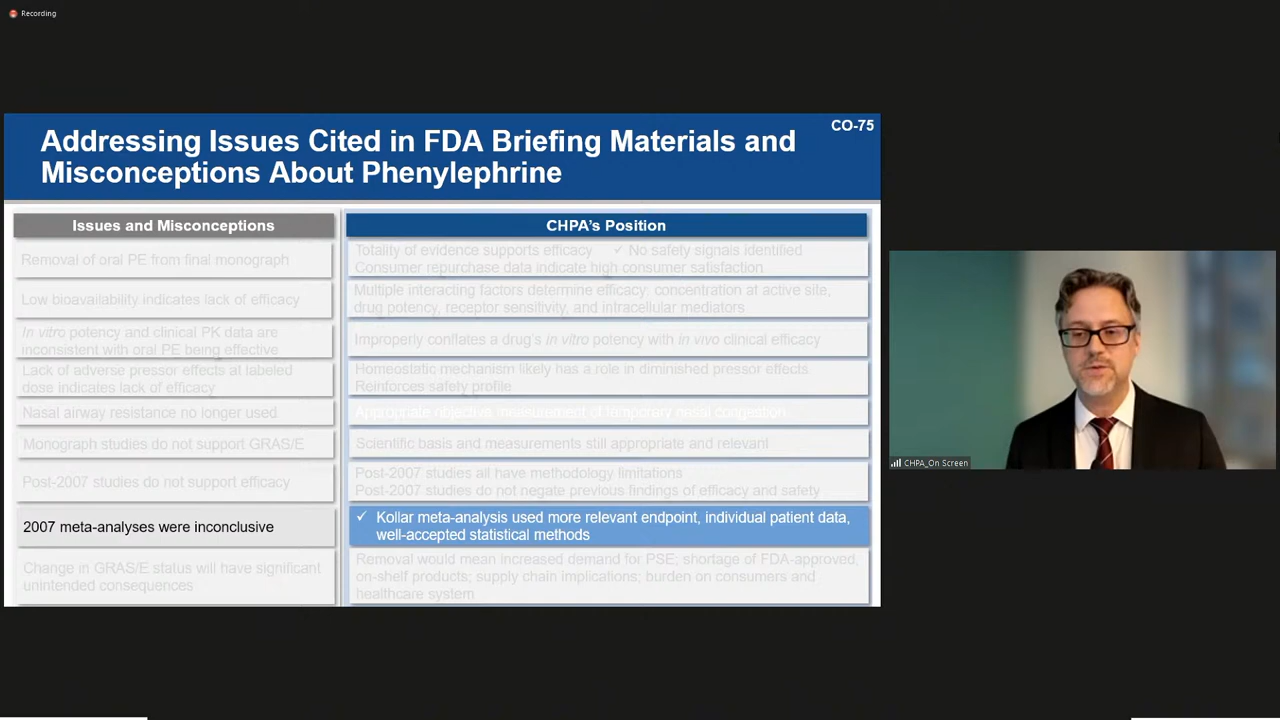 Recording
CO-75
Addressing Issues Cited in FDA Briefing Materials and
Misconceptions About Phenylephrine
Issues and Misconceptions
CHPA's Position
Removal of oral PE from final monograph
Totality of evidence supports efficacy ✓ No safety signals identified
Consumer repurchase data indicate high consumer satisfaction
Low bioavailability indicates lack of efficacy
Multiple interacting factors determine efficacy, concentration at active site,
drug potency, receptor sensitivity, and intracellular mediators
In vitro potency and clinical PK data are
inconsistent with oral PE being effective
Improperly conflates a drug's in vitro potency with in vivo clinical efficacy
Lack of adverse pressor effects at labeled
dose indicates lack of efficacy
Homeostatic mechanism likely has a role in diminished pressor effects
Reinforces safety profile
Nasal airway resistance no longer used
Appropriate objective measurement of temporary nasal congestion
Monograph studies do not support GRAS/E
Scientific basis and measurements still appropriate and relevant
Post-2007 studies do not support efficacy
Post-2007 studies all have methodology limitations
Post-2007 studies do not negate previous findings of efficacy and safety
2007 meta-analyses were inconclusive
✓ Kollar meta-analysis used more relevant endpoint, individual patient data,
well-accepted statistical methods
Change in GRAS/E status will have significant
unintended consequences
Removal would mean increased demand for PSE; shortage of FDA-approved,
on-shelf products; supply chain implications; burden on consumers and
healthcare system
CHPA_On Screen